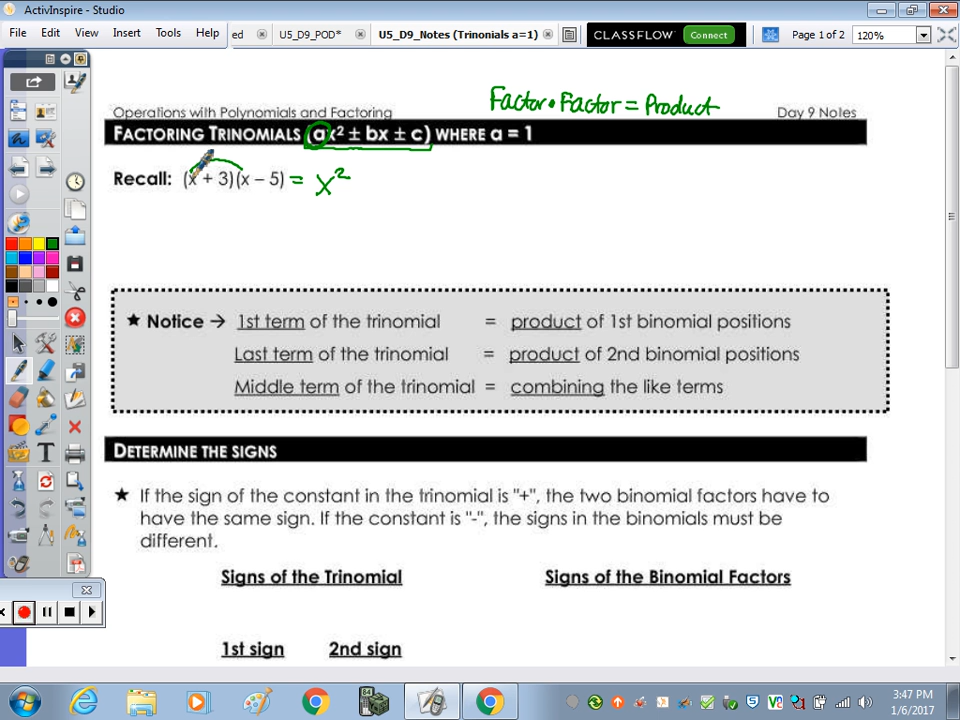 ActivInspire - Studio
File Edit View Insert Tools Help ed U5_D9_POD* U5_D9_Notes (Trinonials a=1) CLASSFLOW Connect Page 1 of 2 120%
Factor • Factor = Product
Operations with Polynomials and Factoring Day 9 Notes
FACTORING TRINOMIALS (ax² ± bx ± c) WHERE a = 1
Recall: (x + 3)(x – 5) = x²
★ Notice → 1st term of the trinomial = product of 1st binomial positions
Last term of the trinomial = product of 2nd binomial positions
Middle term of the trinomial = combining the like terms
DETERMINE THE SIGNS
★ If the sign of the constant in the trinomial is "+", the two binomial factors have to
have the same sign. If the constant is "-", the signs in the binomials must be
different.
Signs of the Trinomial Signs of the Binomial Factors
1st sign 2nd sign
3:47 PM
1/6/2017